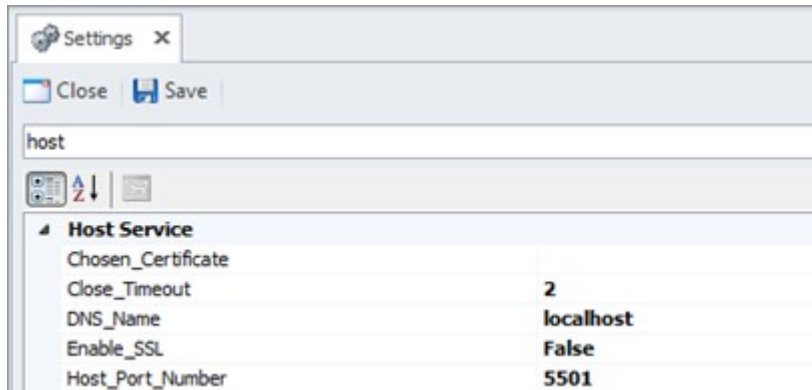 Settings
Close Save
host
Host Service
Chosen_Certificate
Close_Timeout 2
DNS_Name localhost
Enable_SSL False
Host_Port_Number 5501